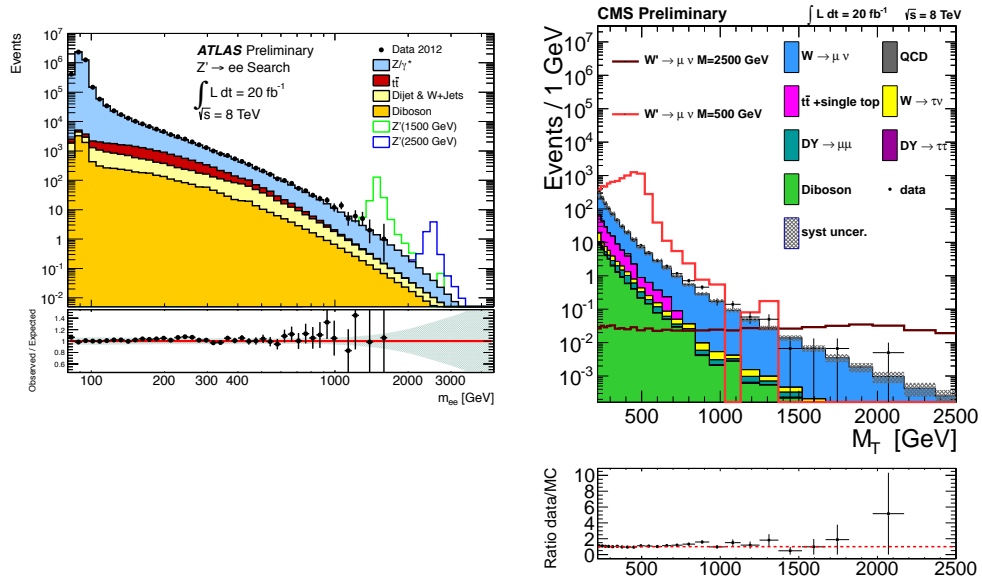 Events
10⁷
10⁶
10⁵
10⁴
10³
10²
10
1
10⁻¹
10⁻²
ATLAS Preliminary
Z' → ee Search
∫ L dt = 20 fb⁻¹
√s = 8 TeV
Data 2012
Z/γ*
tt̄
Dijet & W+Jets
Diboson
Z'(1500 GeV)
Z'(2500 GeV)
Observed / Expected
1.4
1.2
1
0.8
0.6
100 200 300 400 1000 2000 3000
m_ee [GeV]
CMS Preliminary ∫ L dt = 20 fb⁻¹ √s = 8 TeV
Events / 1 GeV
10⁷
10⁶
10⁵
10⁴
10³
10²
10
1
10⁻¹
10⁻²
10⁻³
W' → μ ν M=2500 GeV
W' → μ ν M=500 GeV
W → μ ν
QCD
tt̄ +single top
W → τν
DY → μμ
DY → ττ
Diboson
data
syst uncer.
500 1000 1500 2000 2500
M_T [GeV]
Ratio data/MC
10
8
6
4
2
0
500 1000 1500 2000 2500